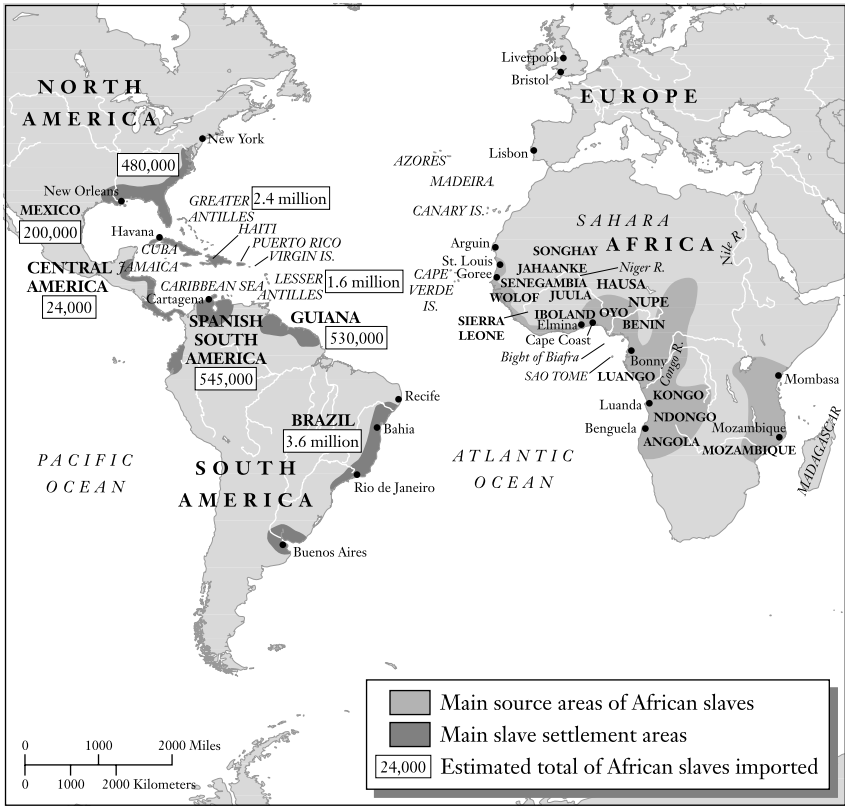 Liverpool
Bristol
NORTH
AMERICA
EUROPE
New York
Lisbon
480,000
AZORES
MADEIRA
New Orleans
GREATER
ANTILLES
2.4 million
CANARY IS.
MEXICO
200,000
SAHARA
AFRICA
Nile R.
HAITI
Havana
CUBA
PUERTO RICO
VIRGIN IS.
Arguin
SONGHAY
St. Louis
JAHAANKE
Niger R.
CENTRAL
AMERICA
24,000
JAMAICA
LESSER
ANTILLES
1.6 million
CAPE
VERDE
IS.
Goree
SENEGAMBIA
HAUSA
CARIBBEAN SEA
Cartagena
WOLOF
JUULA
NUPE
SPANISH
SOUTH
AMERICA
545,000
GUIANA
530,000
SIERRA
LEONE
IBOLAND
OYO
Elmina
BENIN
Cape Coast
Bight of Biafra
Bonny
Congo R.
SAO TOME
LUANGO
Mombasa
Recife
KONGO
Luanda
BRAZIL
3.6 million
NDONGO
Bahia
Benguela
Mozambique
ANGOLA
MOZAMBIQUE
MADAGASCAR
PACIFIC
OCEAN
SOUTH
AMERICA
ATLANTIC
OCEAN
Rio de Janeiro
Buenos Aires
Main source areas of African slaves
Main slave settlement areas
24,000 Estimated total of African slaves imported
0 1000 2000 Miles
0 1000 2000 Kilometers